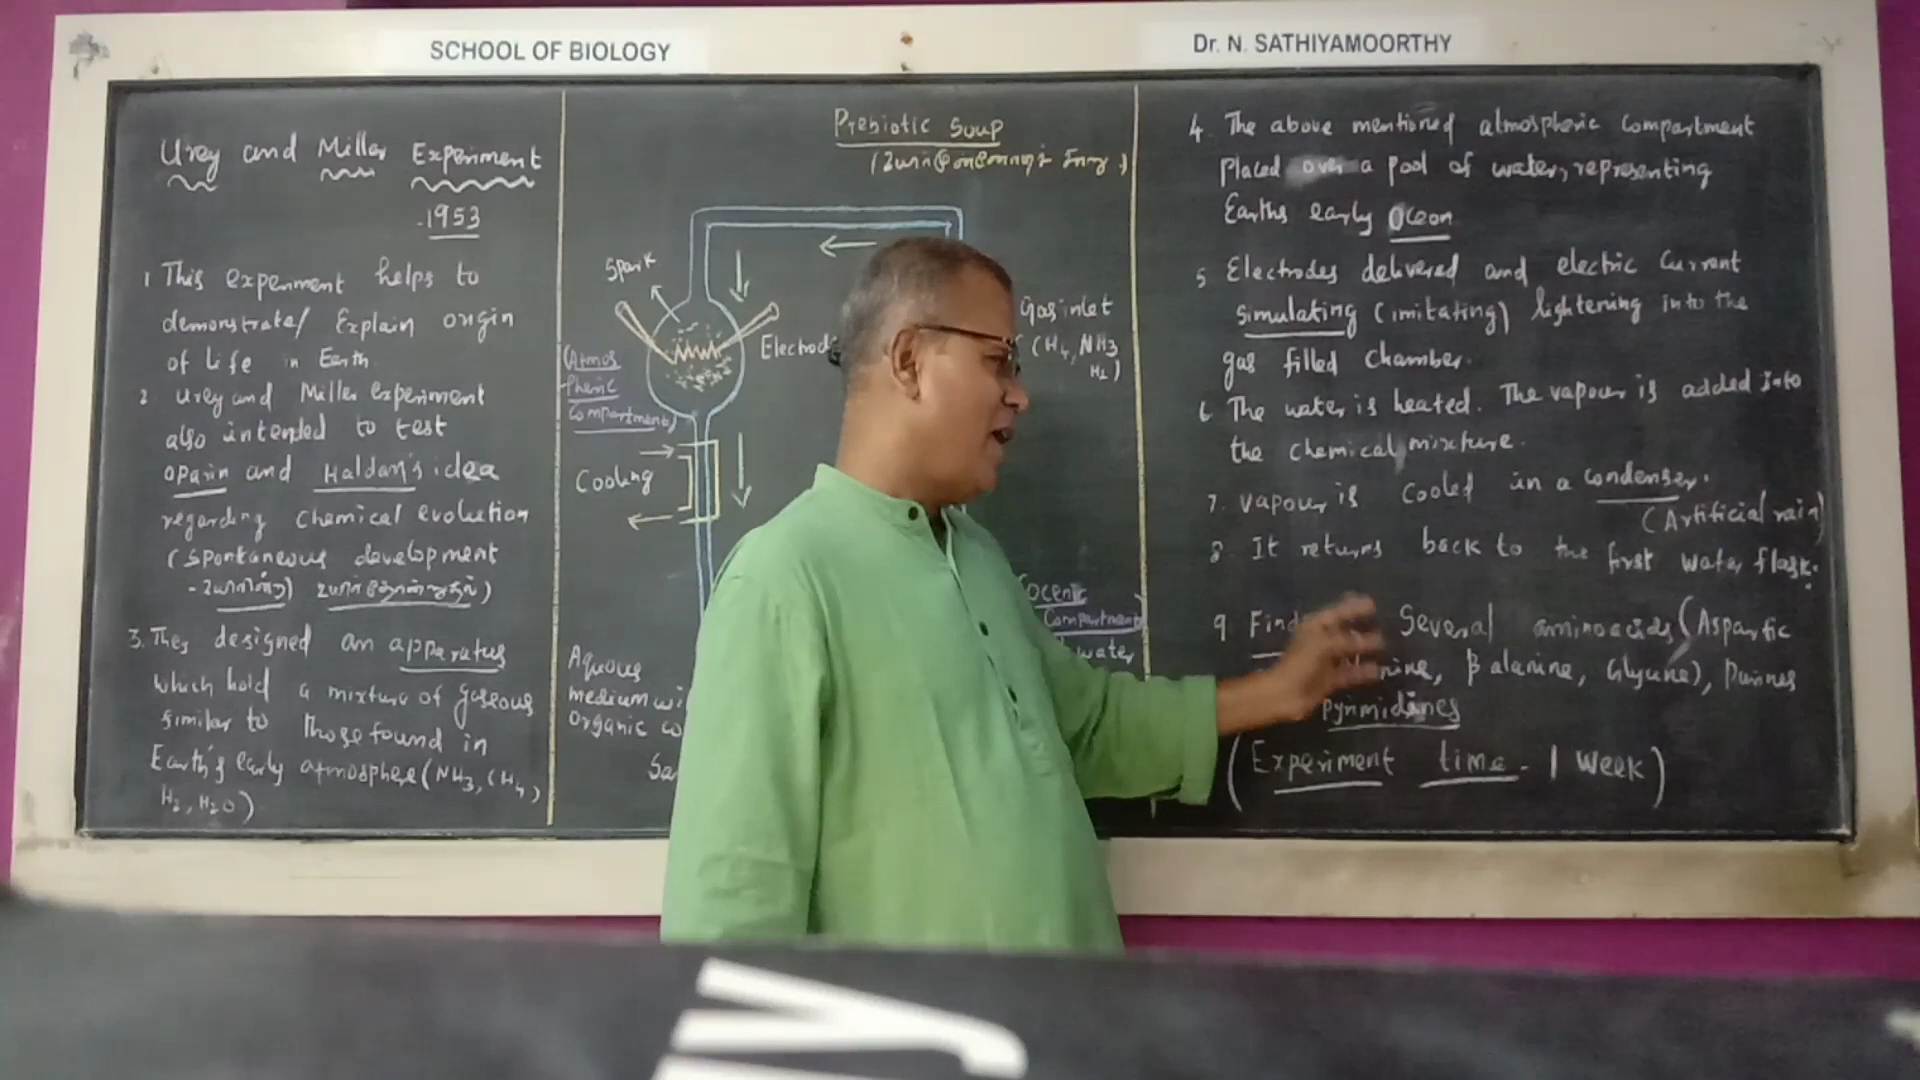 SCHOOL OF BIOLOGY
Dr. N. SATHIYAMOORTHY
Urey and Miller Experiment
-1953
1 This experiment helps to
demonstrate/ Explain origin
of Life in Earth.
2 Urey and Miller experiment
also intended to test
oparin and Haldan's idea
regarding chemical evolution
(Spontaneous development
3. They designed an apparatus
which hold a mixture of gaseous
similar to those found in
Earth's early atmosphere (NH3, CH4,
H2, H2O)
Prebiotic Soup
Spark
Electrod
(Atmos
Pheric
Compartment)
Cooling
Gas inlet
(CH4, NH3
H2)
Aqueous
medium wi
Organic co
Ocenic
Compartment
water
4. The above mentioned atmospheric compartment
Placed over a pool of water, representing
Earths early Ocean
5 Electrodes delivered and electric current
simulating (imitating) lightening into the
gas filled chamber.
6 The water is heated. The vapour is added into
the chemical mixture.
7. vapour is cooled in a condenser.
(Artificial rain)
8. It returns back to the first water flask.
9. Find Several aminoacids (Aspartic
nine, β alanine, Glycine), Purines
Pyrimidines
(Experiment time - 1 week)